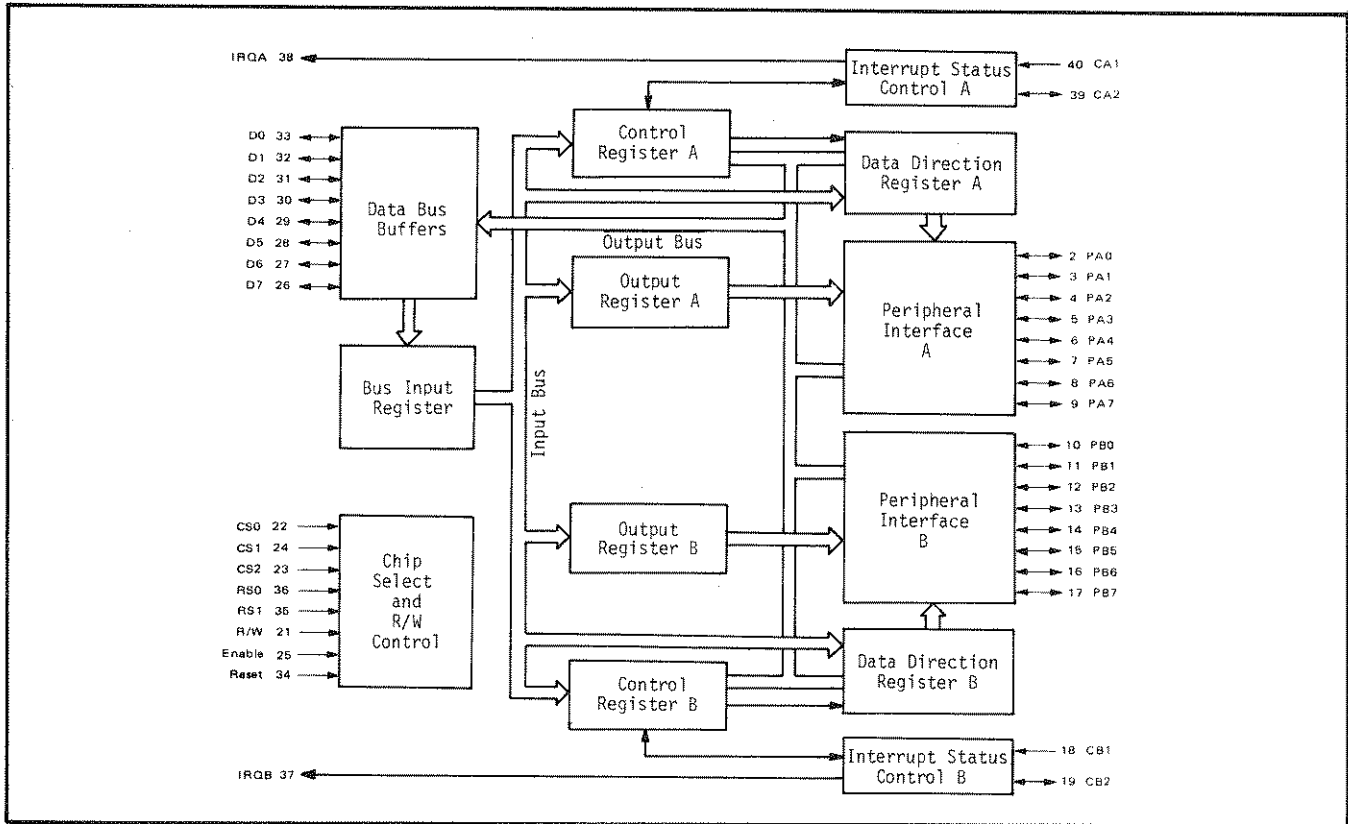 IRQA 38
Interrupt Status
Control A
40 CA1
39 CA2
D0 33
D1 32
D2 31
D3 30
D4 29
D5 28
D6 27
D7 26
Data Bus
Buffers
Control
Register A
Data Direction
Register A
Output Bus
Output
Register A
Peripheral
Interface
A
2 PA0
3 PA1
4 PA2
5 PA3
6 PA4
7 PA5
8 PA6
9 PA7
Bus Input
Register
Input Bus
Peripheral
Interface
B
10 PB0
11 PB1
12 PB2
13 PB3
14 PB4
15 PB5
16 PB6
17 PB7
CS0 22
CS1 24
CS2 23
RS0 36
RS1 35
R/W 21
Enable 25
Reset 34
Chip
Select
and
R/W
Control
Output
Register B
Data Direction
Register B
Control
Register B
Interrupt Status
Control B
18 CB1
19 CB2
IRQB 37